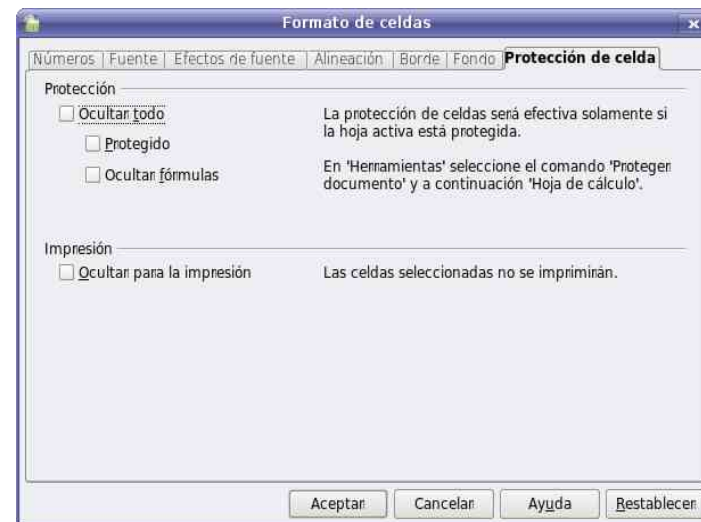 Formato de celdas
Números Fuente Efectos de fuente Alineación Borde Fondo Protección de celda
Protección
Ocultar todo
Protegido
Ocultar fórmulas
La protección de celdas será efectiva solamente si
la hoja activa está protegida.
En 'Herramientas' seleccione el comando 'Proteger
documento' y a continuación 'Hoja de cálculo'.
Impresión
Ocultar para la impresión
Las celdas seleccionadas no se imprimirán.
Aceptar Cancelar Ayuda Restablecer